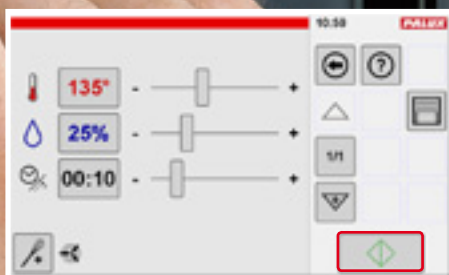 10:58 PALUX
135° - +
25% - +
00:10 - +
1/1